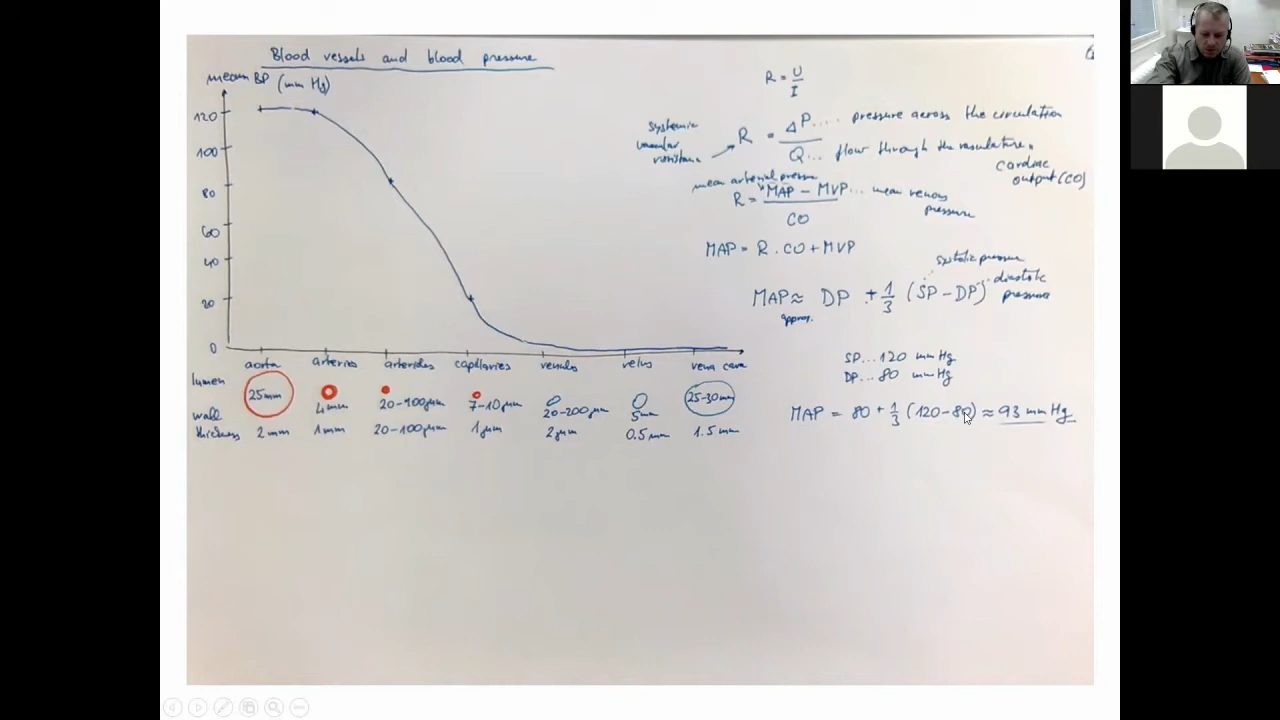 Blood vessels and blood pressure
mean BP (mm Hg)
120
100
80
60
40
20
0
aorta arteries arterioles capillaries venules veins vena cava
lumen
25mm 4mm 20-400µm 7-10µm 20-200µm 5mm 25-30mm
wall
thickness 2mm 1mm 20-100µm 1µm 2µm 0.5mm 1.5mm
R = U
I
systemic
vascular
resistance
R = ΔP.... pressure across the circulation
Q... flow through the vasculature.
cardiac
output (CO)
mean arterial pressure
R = MAP - MVP... mean venous
pressure
CO
MAP = R . CO + MVP
systolic pressure
diastolic
pressure
MAP ≈ DP + 1/3 (SP - DP)
approx.
SP...120 mm Hg
DP... 80 mm Hg
MAP = 80 + 1/3 (120 - 80) ≈ 93 mm Hg